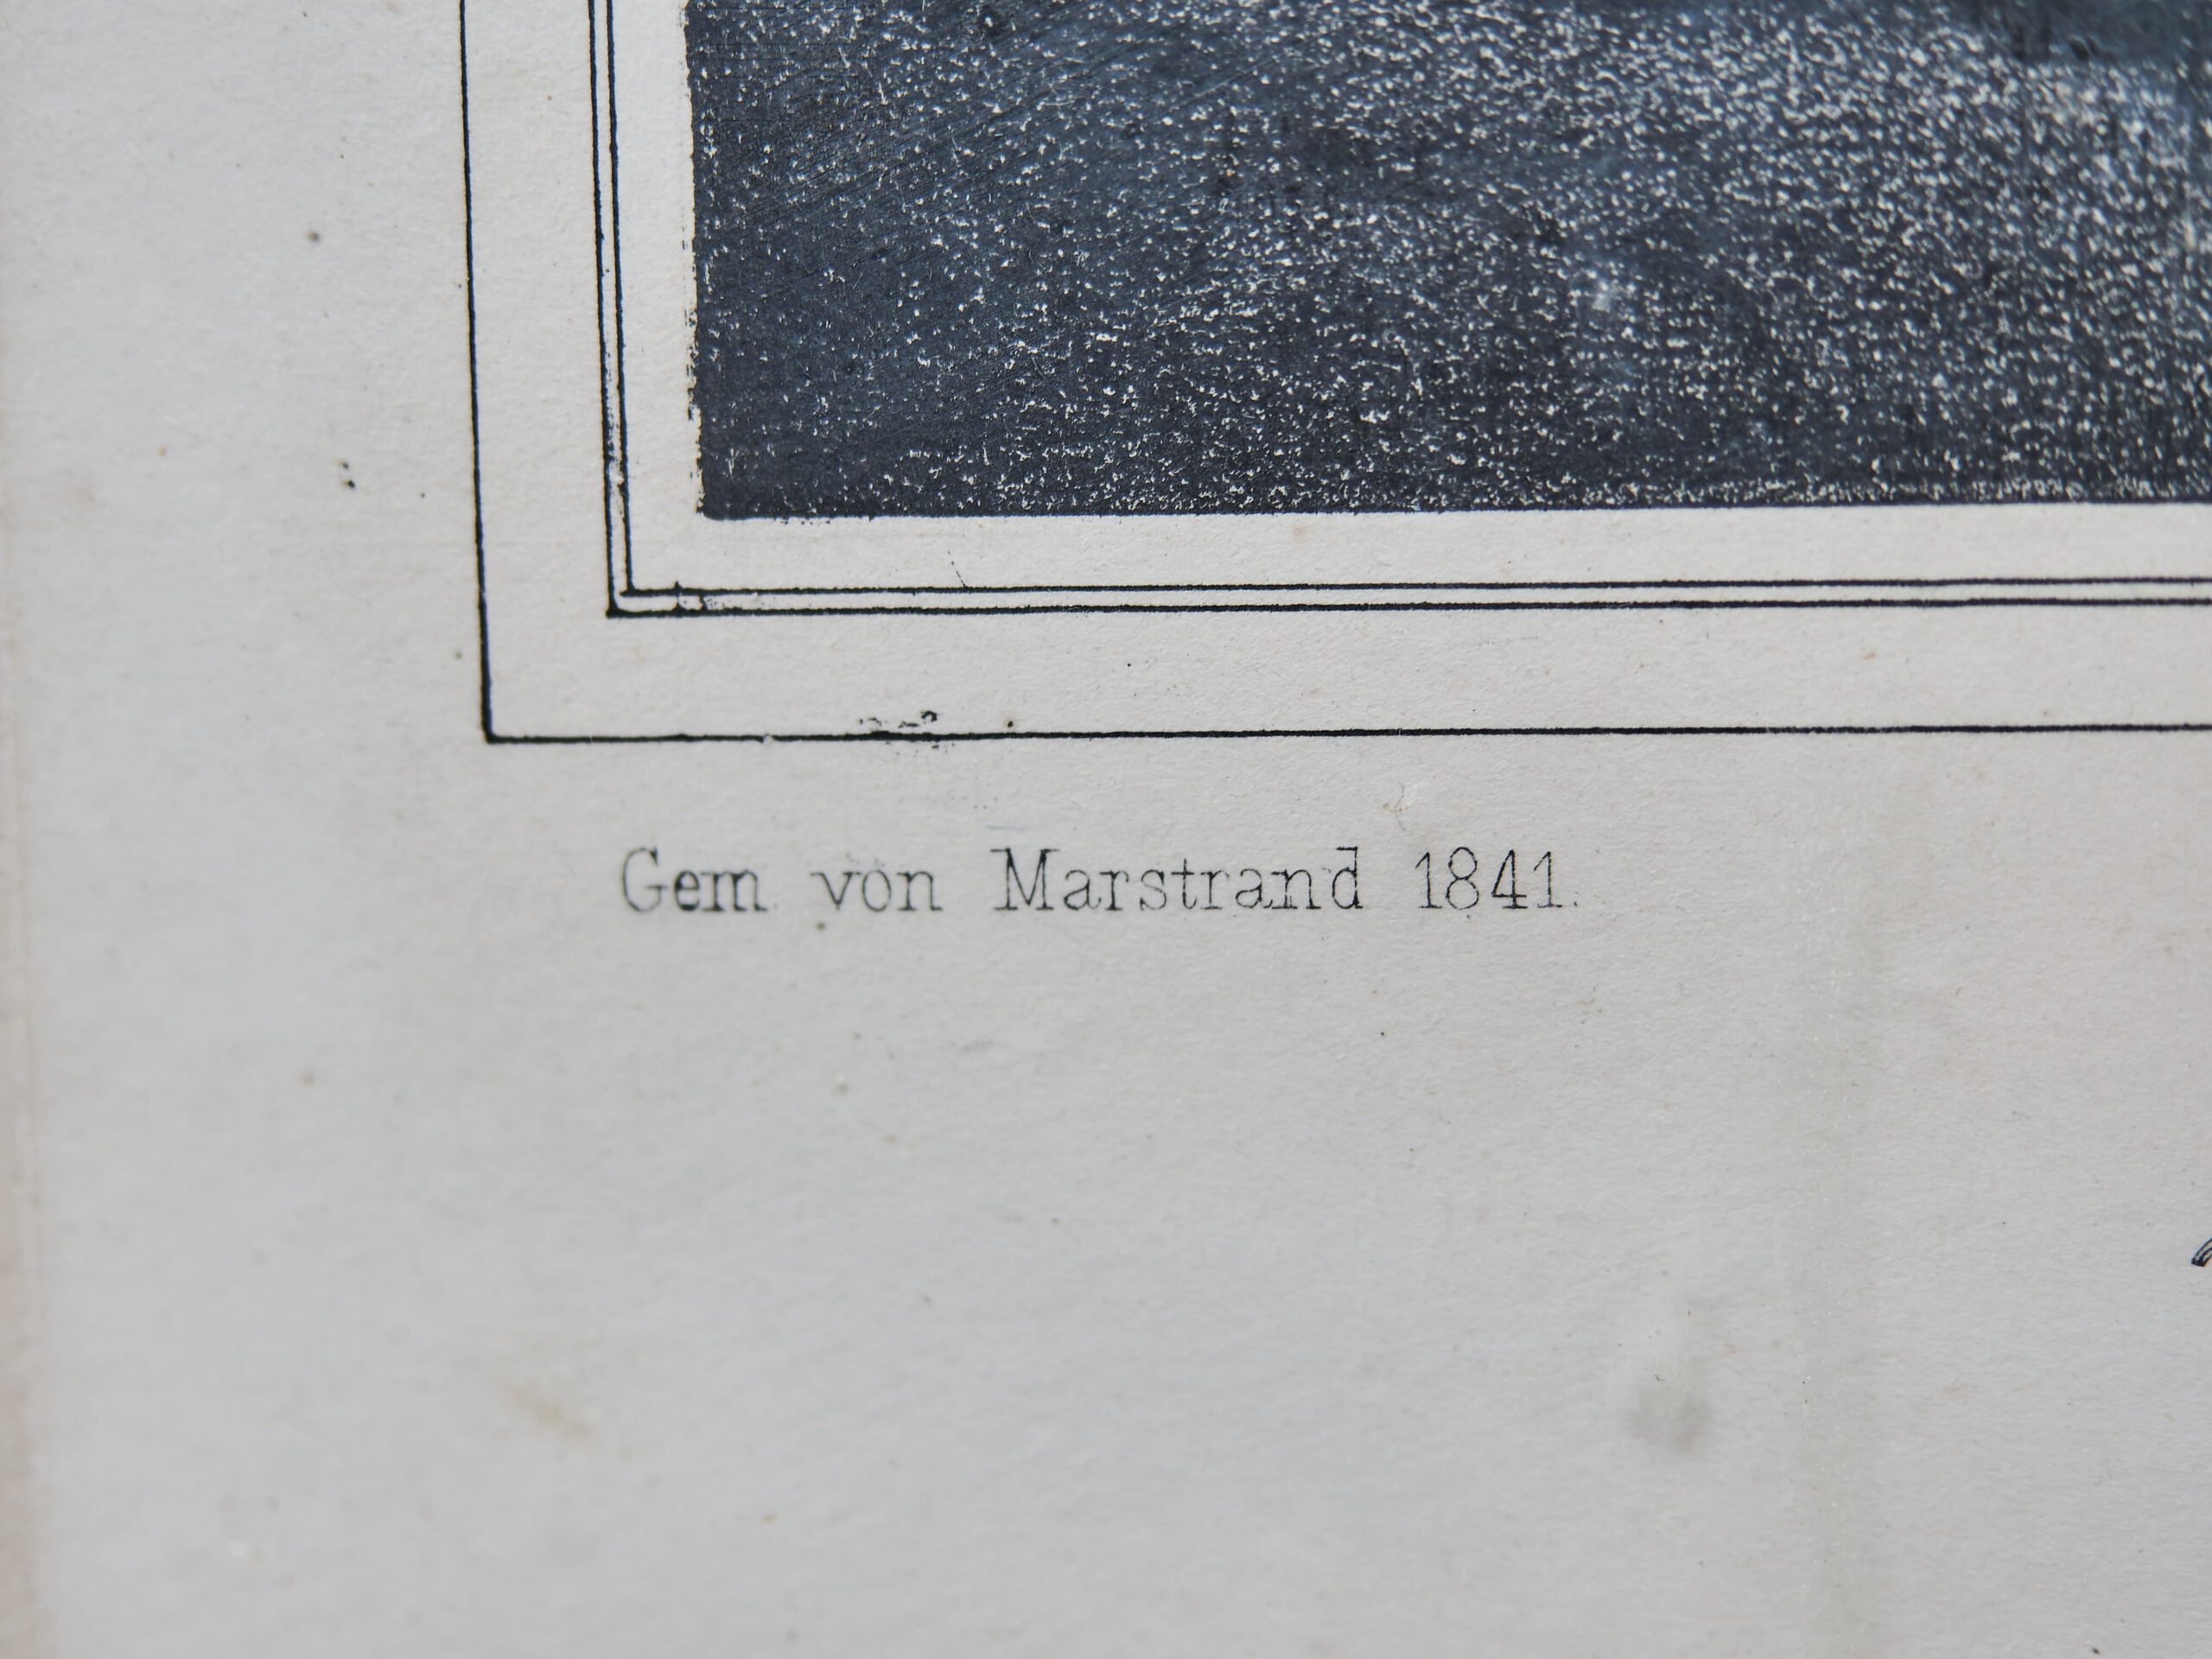 Gem von Marstrand 1841.